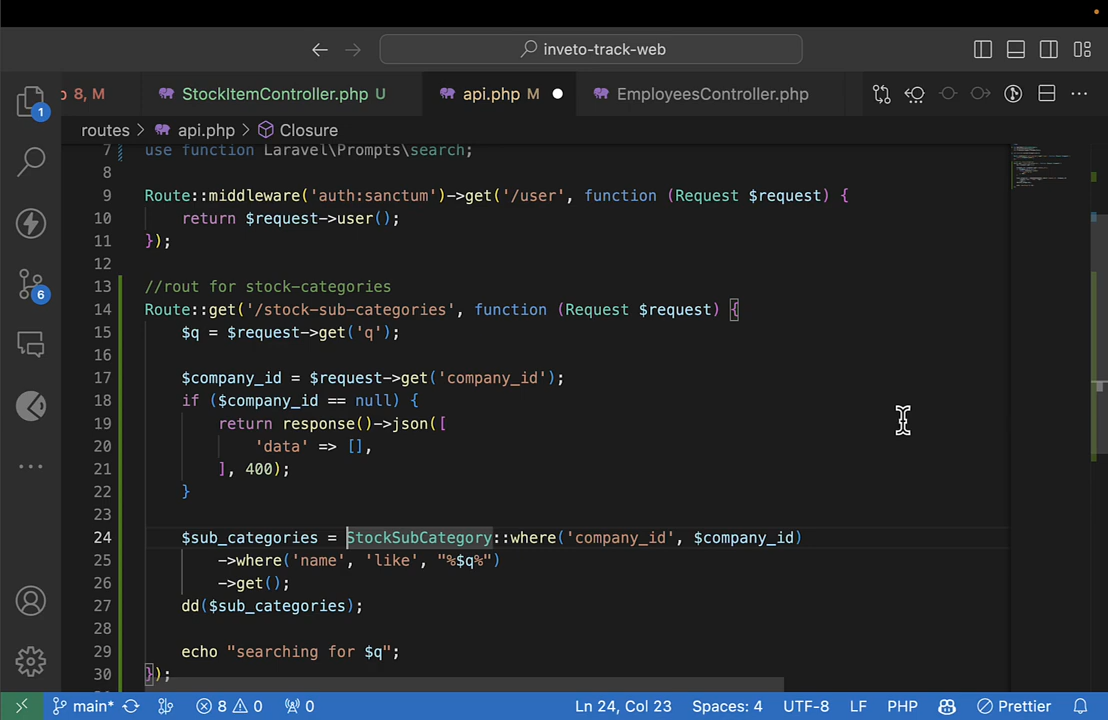 inveto-track-web
p 8, M
StockItemController.php U
api.php M
EmployeesController.php
routes > api.php > Closure
7 use function Laravel\Prompts\search;
8
9 Route::middleware('auth:sanctum')->get('/user', function (Request $request) {
10 return $request->user();
11 });
12
13 //rout for stock-categories
14 Route::get('/stock-sub-categories', function (Request $request) {
15 $q = $request->get('q');
16
17 $company_id = $request->get('company_id');
18 if ($company_id == null) {
19 return response()->json([
20 'data' => [],
21 ], 400);
22 }
23
24 $sub_categories = StockSubCategory::where('company_id', $company_id)
25 ->where('name', 'like', "%$q%")
26 ->get();
27 dd($sub_categories);
28
29 echo "searching for $q";
30 });
1
6
main* 8 0 0 Ln 24, Col 23 Spaces: 4 UTF-8 LF PHP Prettier